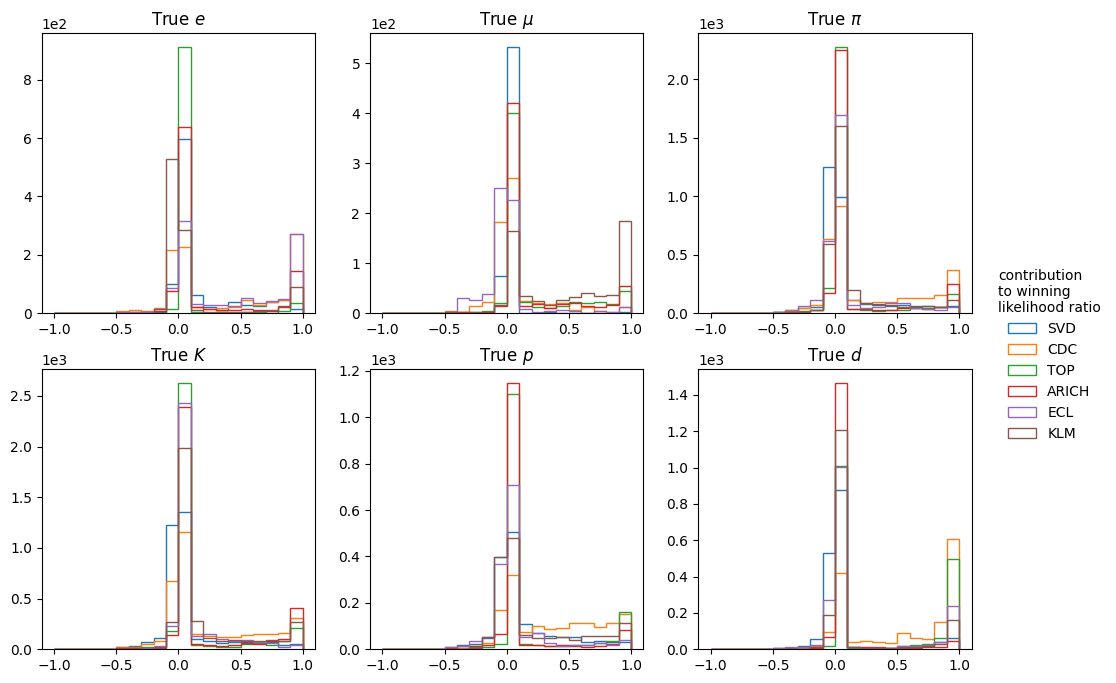 True e
1e2
8
6
4
2
0
−1.0 −0.5 0.0 0.5 1.0
True μ
1e2
5
4
3
2
1
0
−1.0 −0.5 0.0 0.5 1.0
True π
1e3
2.0
1.5
1.0
0.5
0.0
−1.0 −0.5 0.0 0.5 1.0
True K
1e3
2.5
2.0
1.5
1.0
0.5
0.0
−1.0 −0.5 0.0 0.5 1.0
True p
1e3
1.2
1.0
0.8
0.6
0.4
0.2
0.0
−1.0 −0.5 0.0 0.5 1.0
True d
1e3
1.4
1.2
1.0
0.8
0.6
0.4
0.2
0.0
−1.0 −0.5 0.0 0.5 1.0
contribution
to winning
likelihood ratio
SVD
CDC
TOP
ARICH
ECL
KLM